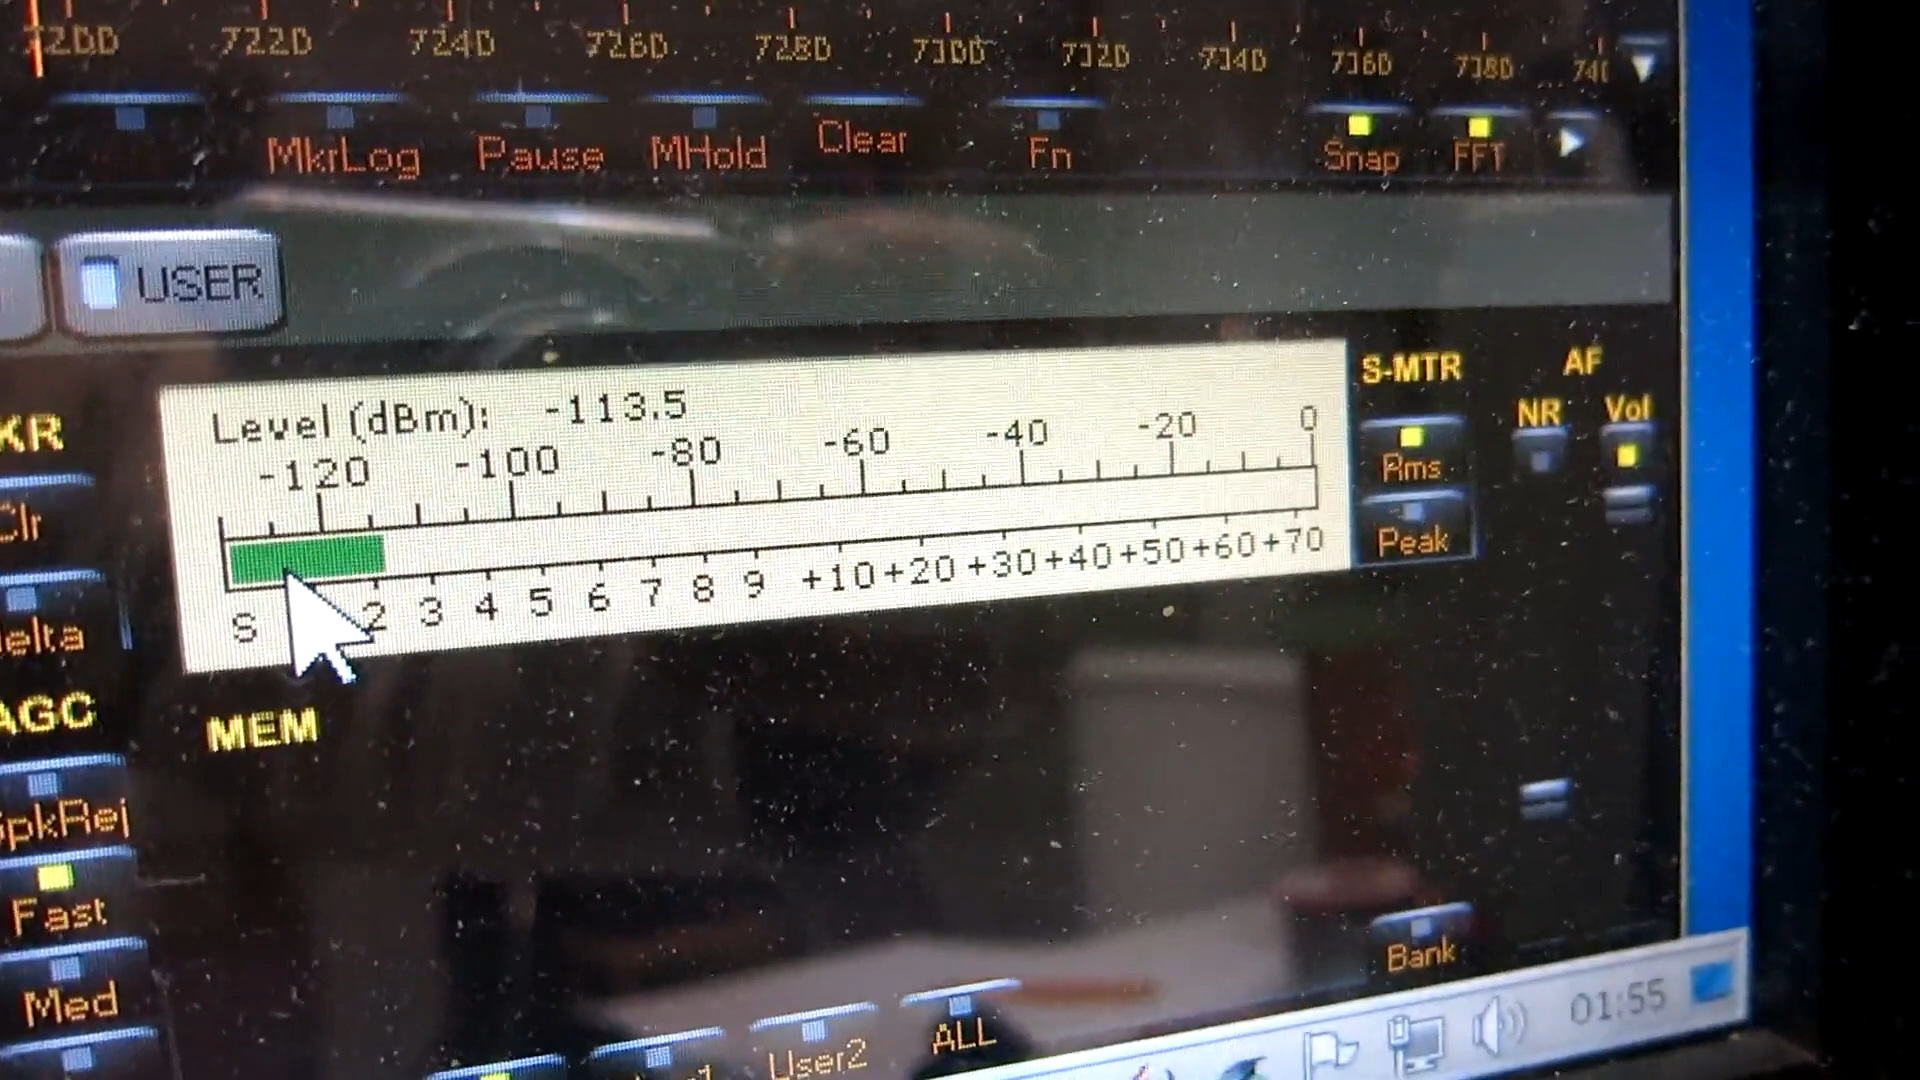 7200 7220 7240 7260 7280 7300 7320 7340 7360 7380
MkrLog Pause MHold Clear Fn Snap FFT
USER
Level (dBm): -113.5
-120 -100 -80 -60 -40 -20 0
S 2 3 4 5 6 7 8 9 +10 +20 +30 +40 +50 +60 +70
S-MTR AF
NR Vol
Rms
Peak
KR
Clr
elta
AGC
MEM
pkRej
Fast
Med
User2 ALL
Bank
01:55